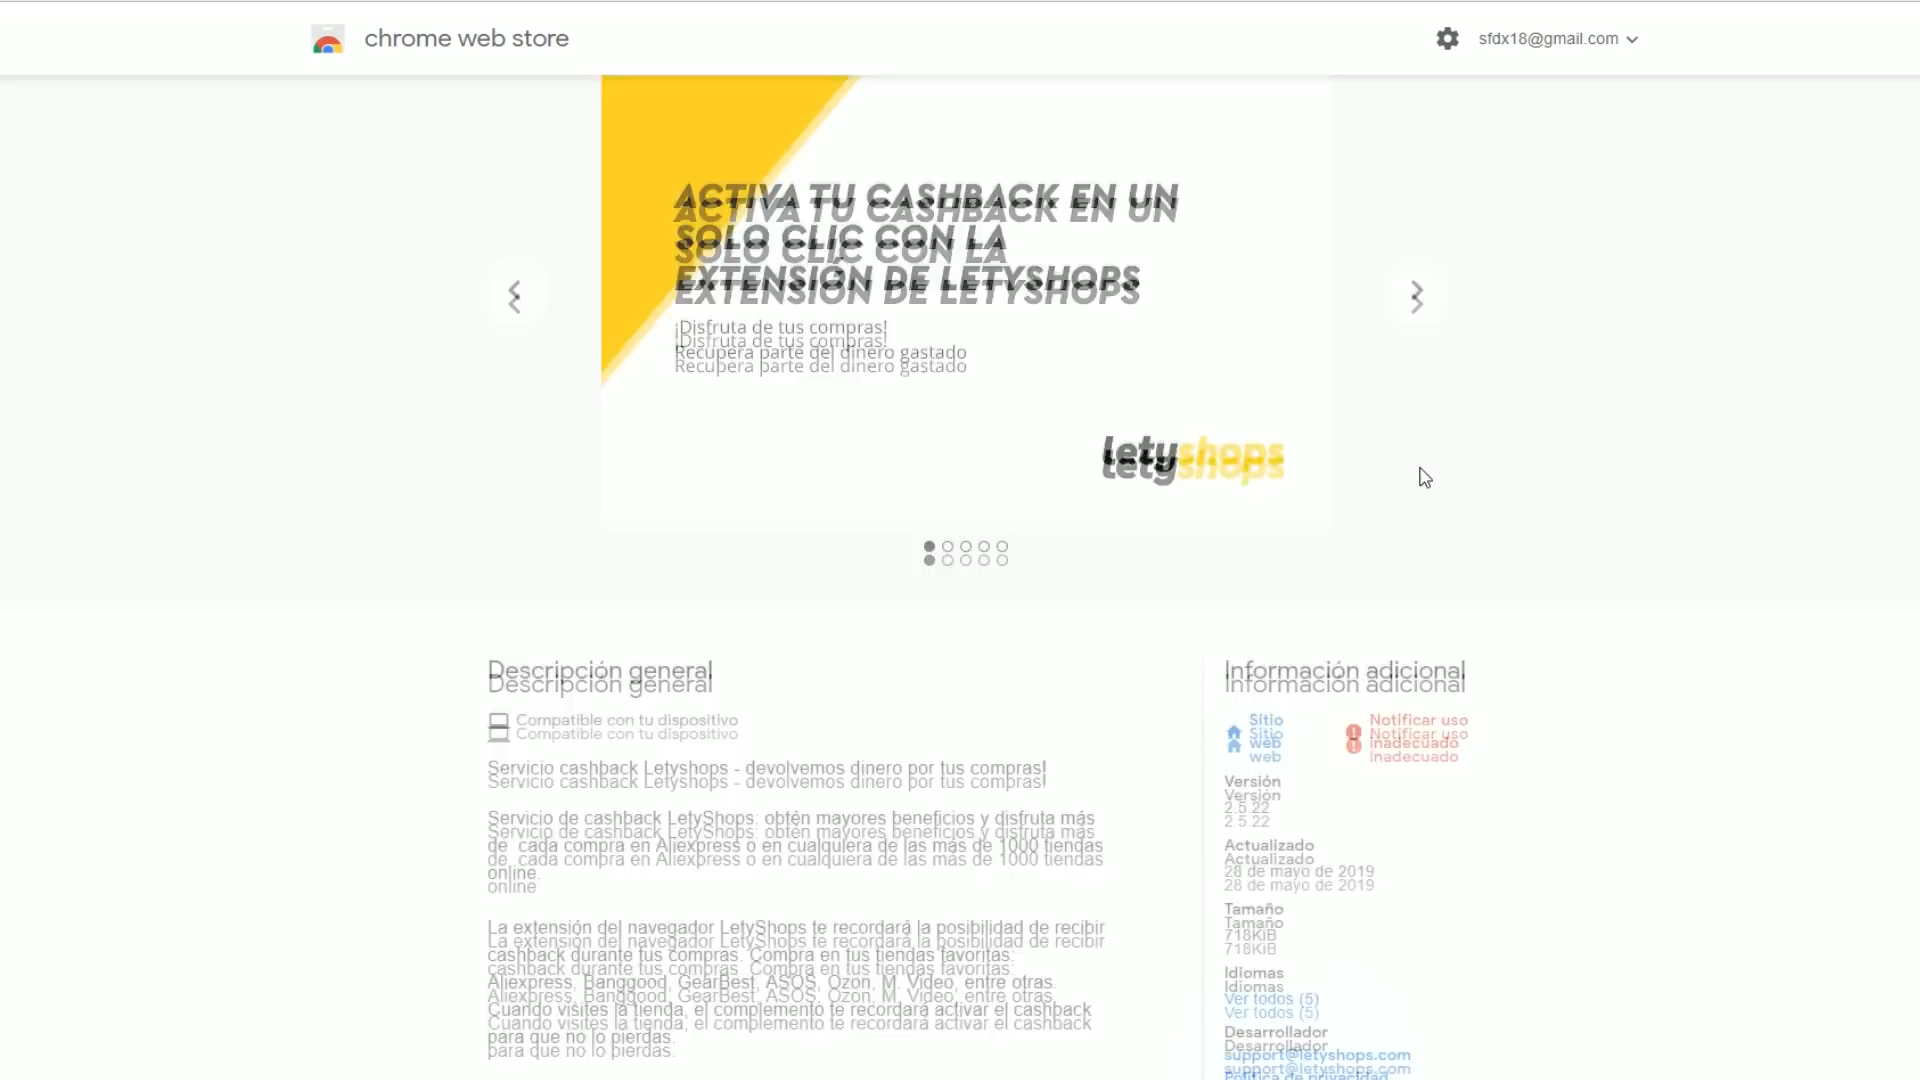 chrome web store
sfdx18@gmail.com
ACTIVA TU CASHBACK EN UN
SOLO CLIC CON LA
EXTENSIÓN DE LETYSHOPS
¡Disfruta de tus compras!
Recupera parte del dinero gastado
letyshops
Descripción general
Compatible con tu dispositivo
Servicio cashback Letyshops - devolvemos dinero por tus compras!
Servicio de cashback LetyShops: obtén mayores beneficios y disfruta más
de cada compra en Aliexpress o en cualquiera de las más de 1000 tiendas
online.
La extensión del navegador LetyShops te recordará la posibilidad de recibir
cashback durante tus compras. Compra en tus tiendas favoritas:
Aliexpress, Banggood, GearBest, ASOS, Ozon, M. Video, entre otras.
Cuando visites la tienda, el complemento te recordará activar el cashback
para que no lo pierdas.
Información adicional
Sitio
web
Notificar uso
inadecuado
Versión
2.5.22
Actualizado
28 de mayo de 2019
Tamaño
718KiB
Idiomas
Ver todos (5)
Desarrollador
support@letyshops.com
Política de privacidad